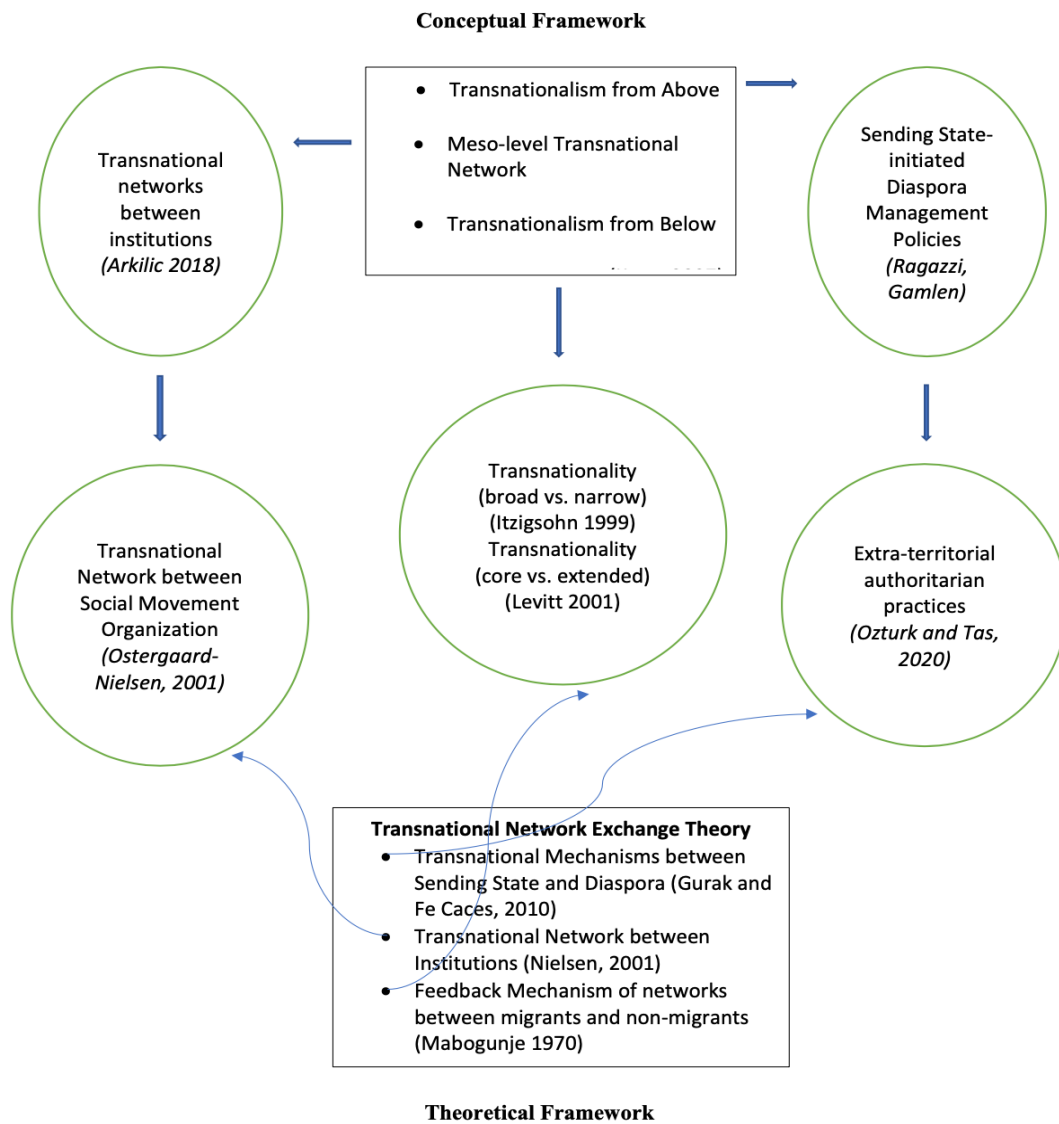 Conceptual Framework
Transnational
networks
between
institutions
(Arkilic 2018)
• Transnationalism from Above
• Meso-level Transnational
Network
• Transnationalism from Below
Sending State-
initiated
Diaspora
Management
Policies
(Ragazzi,
Gamlen)
Transnational
Network between
Social Movement
Organization
(Ostergaard-
Nielsen, 2001)
Transnationality
(broad vs. narrow)
(Itzigsohn 1999)
Transnationality
(core vs. extended)
(Levitt 2001)
Extra-territorial
authoritarian
practices
(Ozturk and Tas,
2020)
Transnational Network Exchange Theory
• Transnational Mechanisms between
Sending State and Diaspora (Gurak and
Fe Caces, 2010)
• Transnational Network between
Institutions (Nielsen, 2001)
• Feedback Mechanism of networks
between migrants and non-migrants
(Mabogunje 1970)
Theoretical Framework